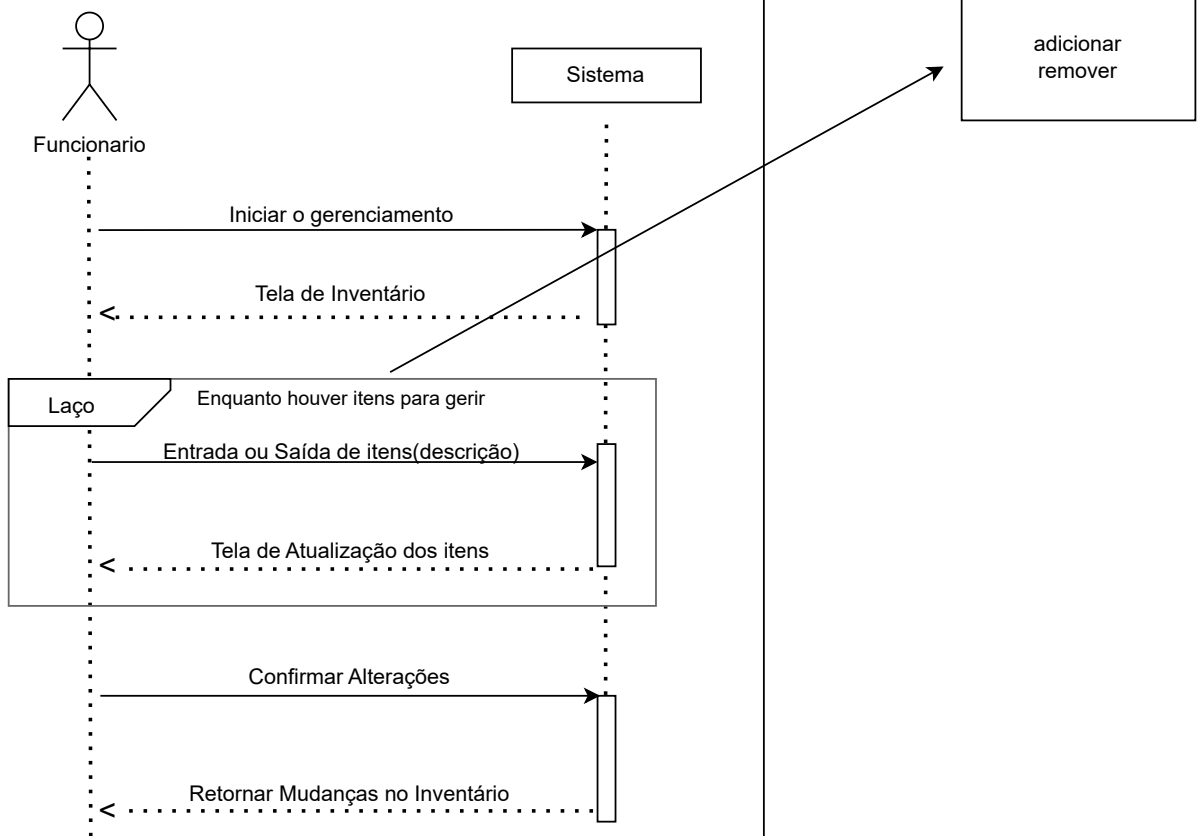 adicionar
remover
Sistema
Funcionario
Iniciar o gerenciamento
Tela de Inventário
Laço
Enquanto houver itens para gerir
Entrada ou Saída de itens(descrição)
Tela de Atualização dos itens
Confirmar Alterações
Retornar Mudanças no Inventário